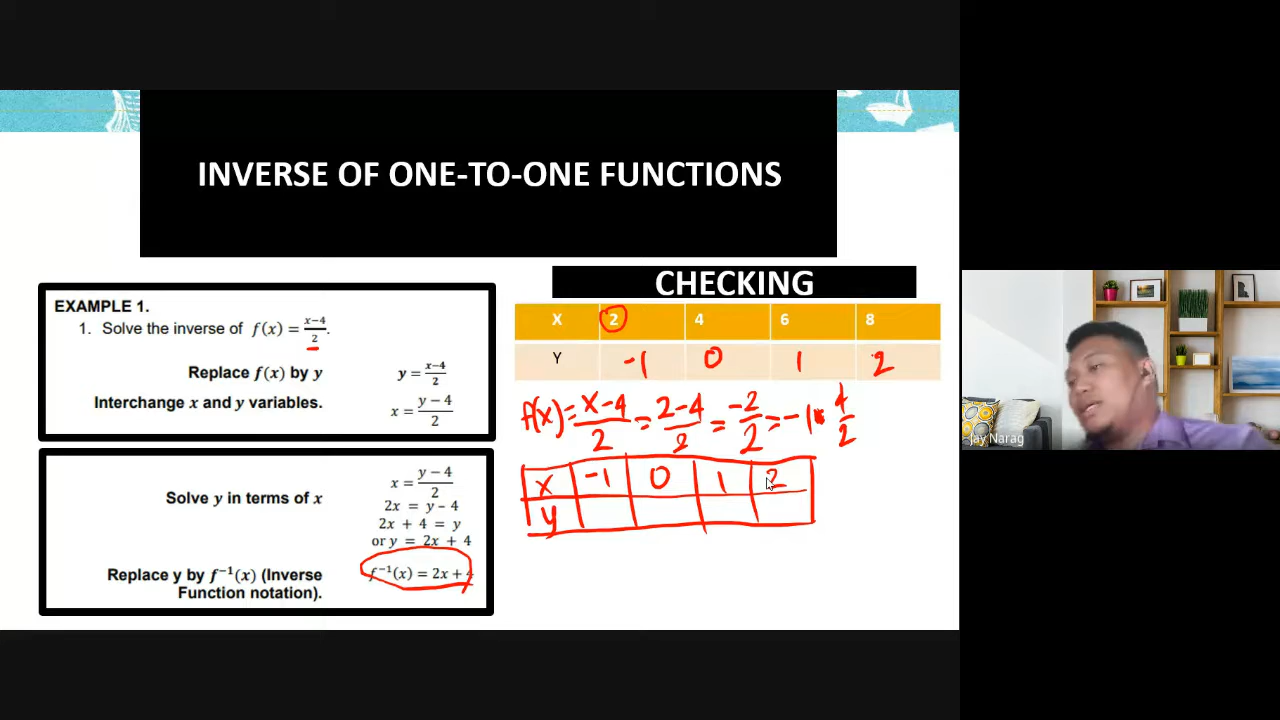 INVERSE OF ONE-TO-ONE FUNCTIONS
EXAMPLE 1.
1. Solve the inverse of f(x) = x−4/2.
Replace f(x) by y y = x−4/2
Interchange x and y variables. x = y − 4/2
Solve y in terms of x x = y − 4/2
2x = y − 4
2x + 4 = y
or y = 2x + 4
Replace y by f⁻¹(x) (Inverse Function notation). f⁻¹(x) = 2x + 4
CHECKING
X 2 4 6 8
Y -1 0 1 2
f(x) = x-4/2 = 2-4/2 = -2/2 = -1 4/2
x -1 0 1 2
y
Jay Narag